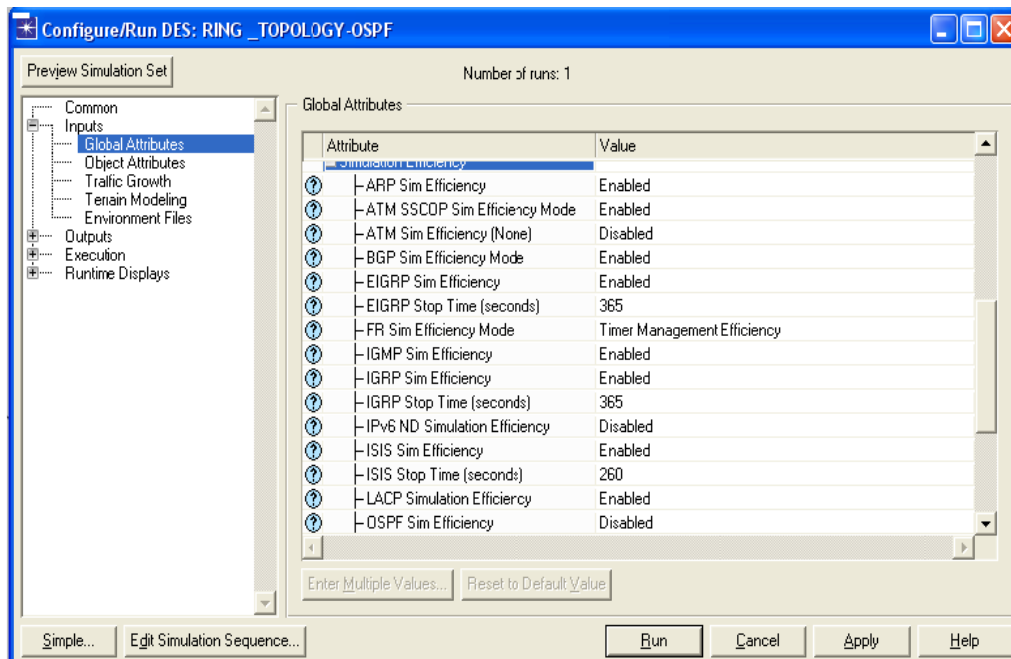 Configure/Run DES: RING _TOPOLOGY-OSPF
Preview Simulation Set
Number of runs: 1
Common
Inputs
Global Attributes
Object Attributes
Traffic Growth
Terrain Modeling
Environment Files
Outputs
Execution
Runtime Displays
Global Attributes
Attribute Value
Simulation Efficiency
ARP Sim Efficiency Enabled
ATM SSCOP Sim Efficiency Mode Enabled
ATM Sim Efficiency (None) Disabled
BGP Sim Efficiency Mode Enabled
EIGRP Sim Efficiency Enabled
EIGRP Stop Time (seconds) 365
FR Sim Efficiency Mode Timer Management Efficiency
IGMP Sim Efficiency Enabled
IGRP Sim Efficiency Enabled
IGRP Stop Time (seconds) 365
IPv6 ND Simulation Efficiency Disabled
ISIS Sim Efficiency Enabled
ISIS Stop Time (seconds) 260
LACP Simulation Efficiency Enabled
OSPF Sim Efficiency Disabled
Enter Multiple Values... Reset to Default Value
Simple... Edit Simulation Sequence... Run Cancel Apply Help